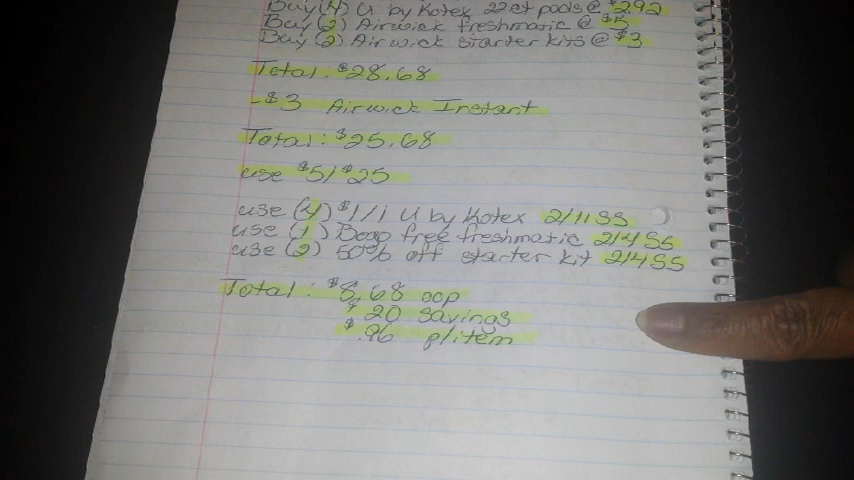 Buy (4) U by Kotex 22ct pads @ $2.92
Buy (2) Airwick freshmatic @ $5
Buy (2) Airwick starter kits @ $3
Total: $28.68
-$3 Airwick Instant
Total: $25.68
use $5/$25
use (4) $1/1 U by Kotex 2/11 SS
use (1) Bogo free freshmatic 2/4 SS
use (2) 50% off starter kit 2/4 SS
Total: $8.68 oop
$20 savings
$.96 p/item